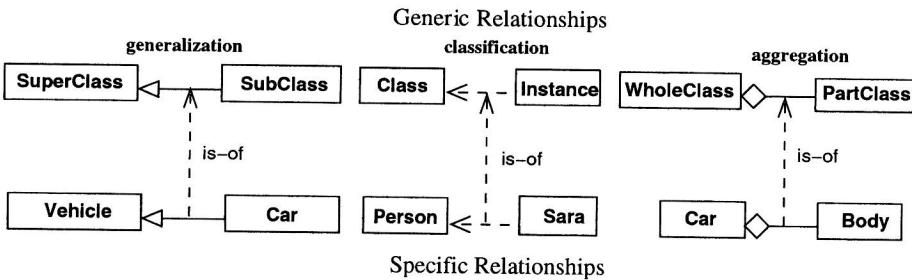 Generic Relationships
generalization
classification
aggregation
SuperClass
SubClass
Class
Instance
WholeClass
PartClass
is-of
is-of
is-of
Vehicle
Car
Person
Sara
Car
Body
Specific Relationships